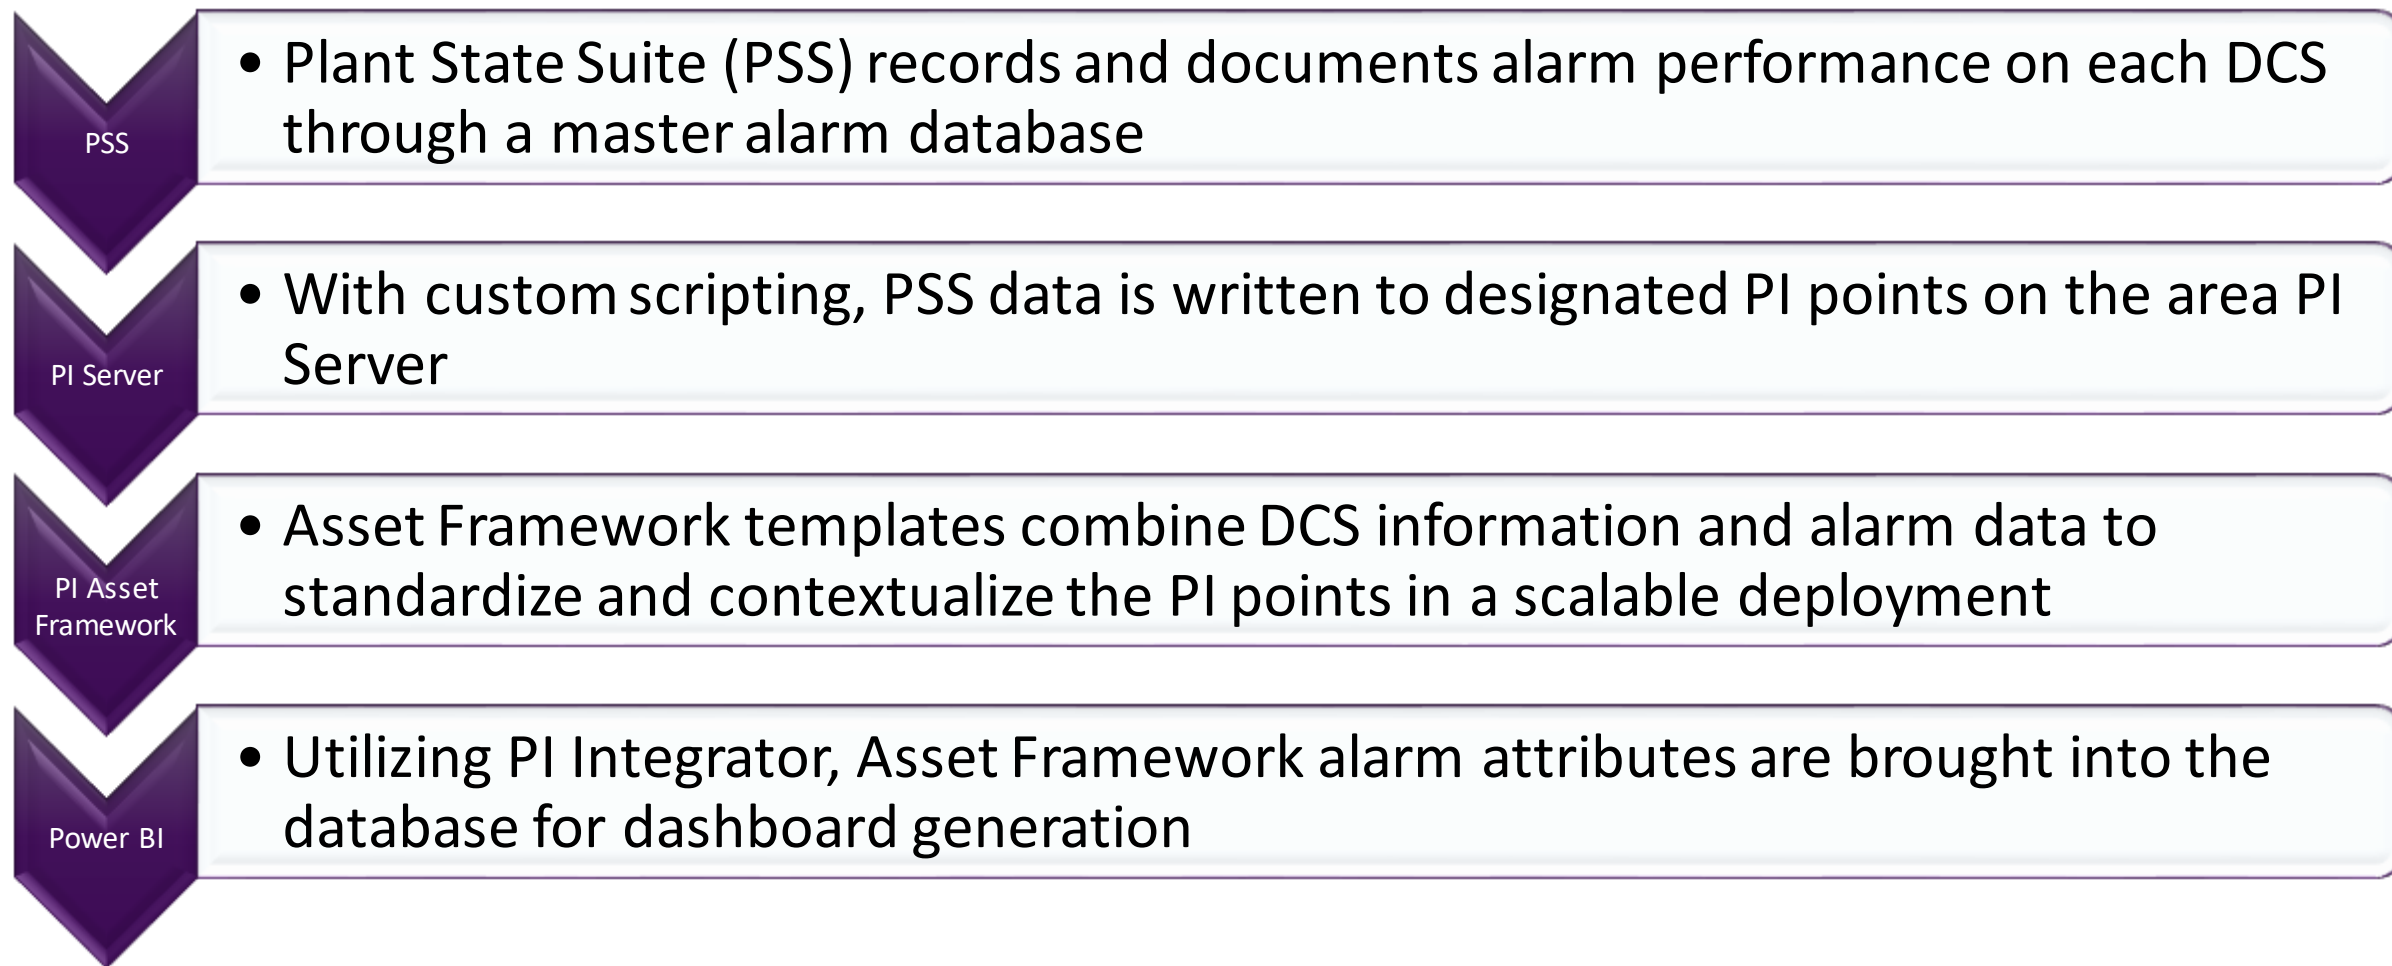 PSS
• Plant State Suite (PSS) records and documents alarm performance on each DCS
through a master alarm database
PI Server
• With custom scripting, PSS data is written to designated PI points on the area PI
Server
PI Asset
Framework
• Asset Framework templates combine DCS information and alarm data to
standardize and contextualize the PI points in a scalable deployment
Power BI
• Utilizing PI Integrator, Asset Framework alarm attributes are brought into the
database for dashboard generation